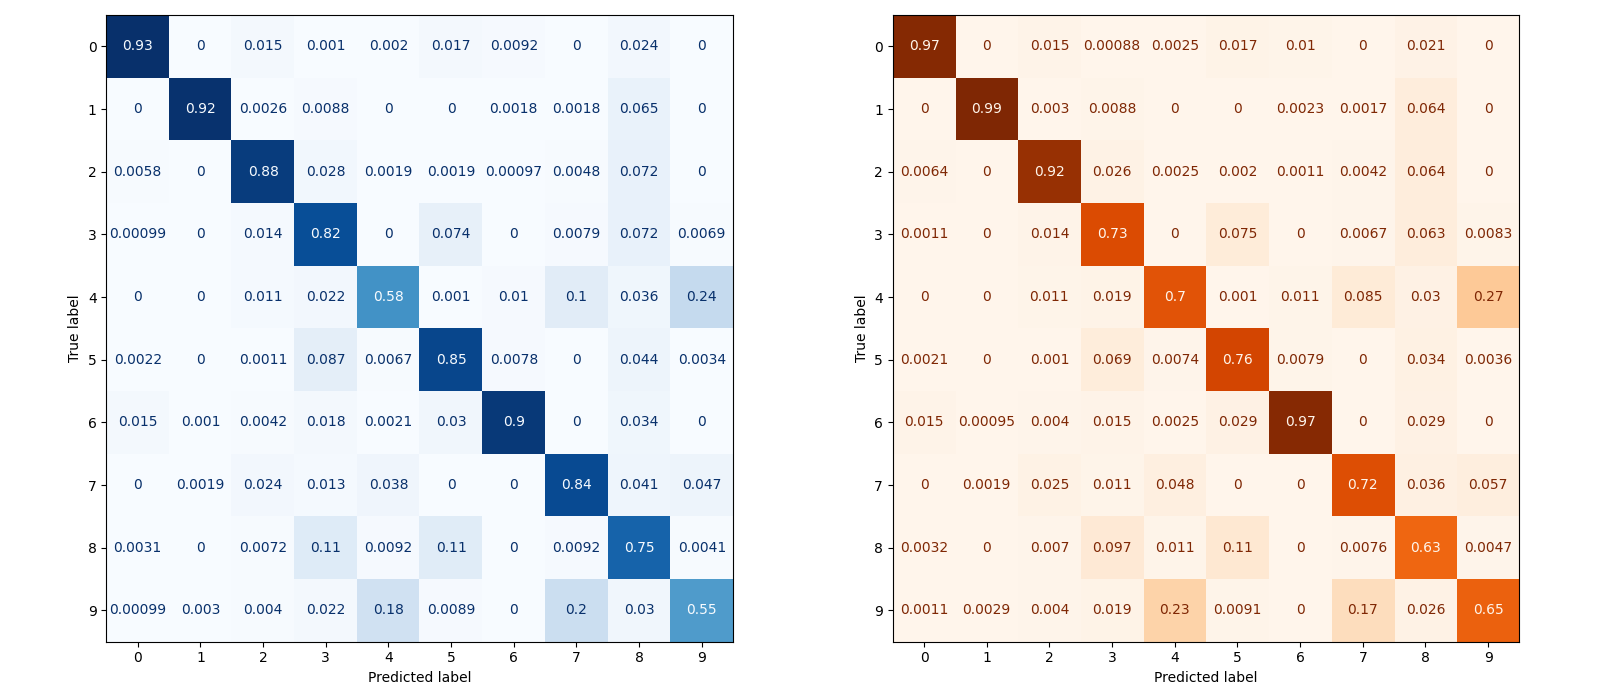 0 0.93 0 0.015 0.001 0.002 0.017 0.0092 0 0.024 0
1 0 0.92 0.0026 0.0088 0 0 0.0018 0.0018 0.065 0
2 0.0058 0 0.88 0.028 0.0019 0.0019 0.00097 0.0048 0.072 0
3 0.00099 0 0.014 0.82 0 0.074 0 0.0079 0.072 0.0069
4 0 0 0.011 0.022 0.58 0.001 0.01 0.1 0.036 0.24
5 0.0022 0 0.0011 0.087 0.0067 0.85 0.0078 0 0.044 0.0034
6 0.015 0.001 0.0042 0.018 0.0021 0.03 0.9 0 0.034 0
7 0 0.0019 0.024 0.013 0.038 0 0 0.84 0.041 0.047
8 0.0031 0 0.0072 0.11 0.0092 0.11 0 0.0092 0.75 0.0041
9 0.00099 0.003 0.004 0.022 0.18 0.0089 0 0.2 0.03 0.55
0 1 2 3 4 5 6 7 8 9
Predicted label
True label
0 0.97 0 0.015 0.00088 0.0025 0.017 0.01 0 0.021 0
1 0 0.99 0.003 0.0088 0 0 0.0023 0.0017 0.064 0
2 0.0064 0 0.92 0.026 0.0025 0.002 0.0011 0.0042 0.064 0
3 0.0011 0 0.014 0.73 0 0.075 0 0.0067 0.063 0.0083
4 0 0 0.011 0.019 0.7 0.001 0.011 0.085 0.03 0.27
5 0.0021 0 0.001 0.069 0.0074 0.76 0.0079 0 0.034 0.0036
6 0.015 0.00095 0.004 0.015 0.0025 0.029 0.97 0 0.029 0
7 0 0.0019 0.025 0.011 0.048 0 0 0.72 0.036 0.057
8 0.0032 0 0.007 0.097 0.011 0.11 0 0.0076 0.63 0.0047
9 0.0011 0.0029 0.004 0.019 0.23 0.0091 0 0.17 0.026 0.65
0 1 2 3 4 5 6 7 8 9
Predicted label
True label